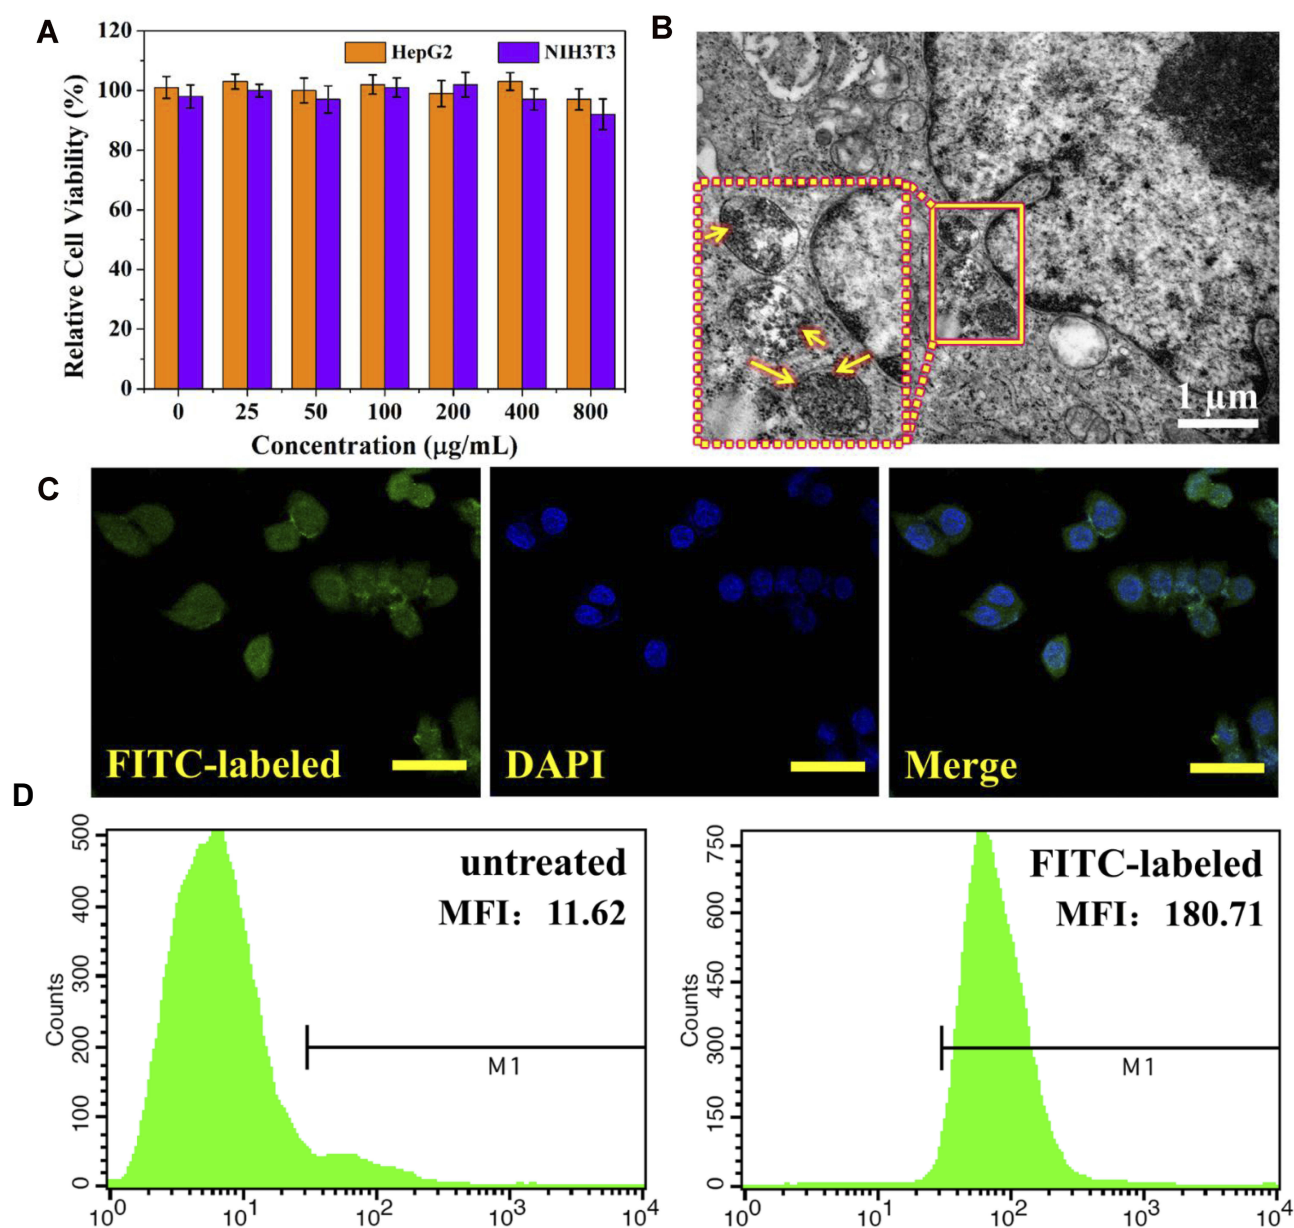 A
120
100
80
60
40
20
0
Relative Cell Viability (%)
HepG2
NIH3T3
0 25 50 100 200 400 800
Concentration (μg/mL)
B
1 μm
C
FITC-labeled
DAPI
Merge
D
500
400
300
200
100
0
Counts
untreated
MFI: 11.62
M1
10⁰ 10¹ 10² 10³ 10⁴
750
600
450
300
150
0
Counts
FITC-labeled
MFI: 180.71
M1
10⁰ 10¹ 10² 10³ 10⁴